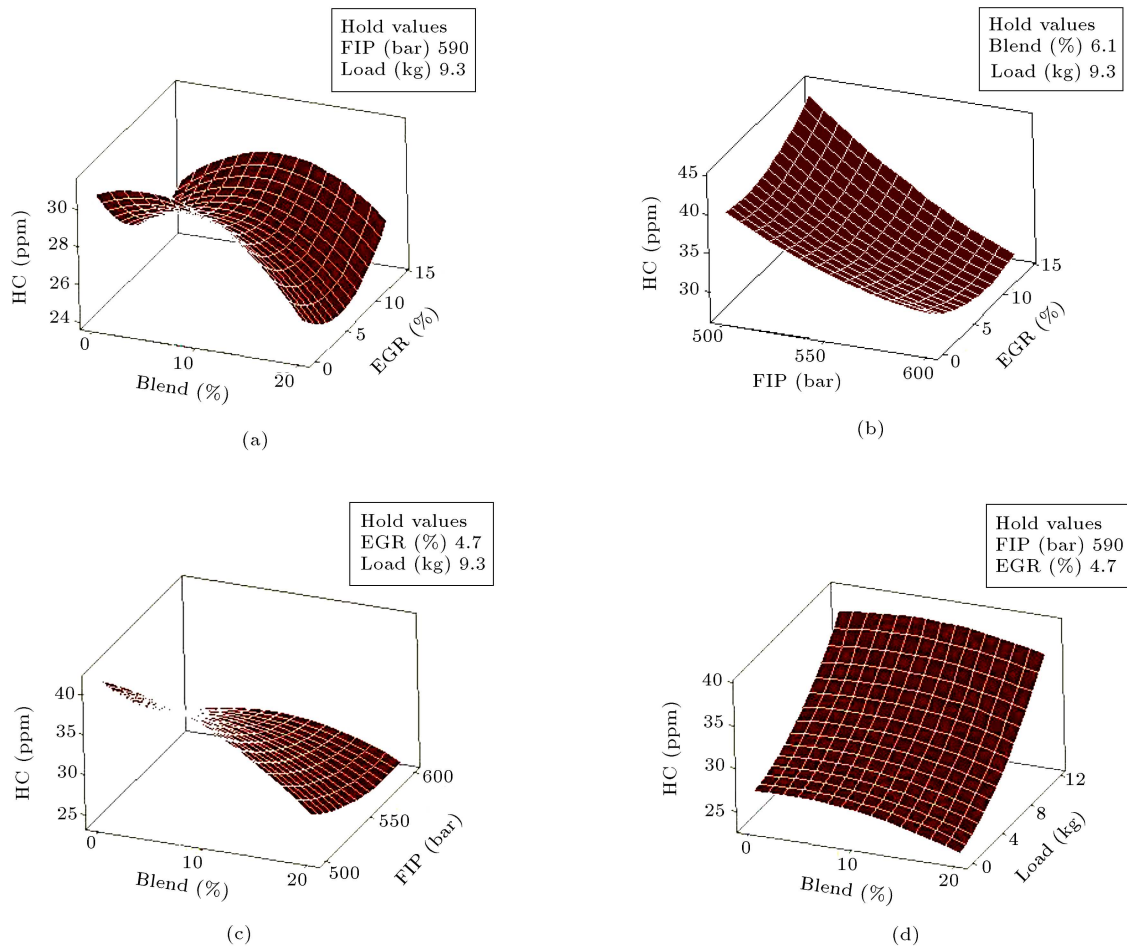 Hold values
FIP (bar) 590
Load (kg) 9.3
HC (ppm)
30
28
26
24
0
10
20
Blend (%)
0
5
10
15
EGR (%)
(a)
Hold values
Blend (%) 6.1
Load (kg) 9.3
HC (ppm)
45
40
35
30
500
550
600
FIP (bar)
0
5
10
15
EGR (%)
(b)
Hold values
EGR (%) 4.7
Load (kg) 9.3
HC (ppm)
40
35
30
25
0
10
20
Blend (%)
500
550
600
FIP (bar)
(c)
Hold values
FIP (bar) 590
EGR (%) 4.7
HC (ppm)
40
35
30
25
0
10
20
Blend (%)
0
4
8
12
Load (kg)
(d)